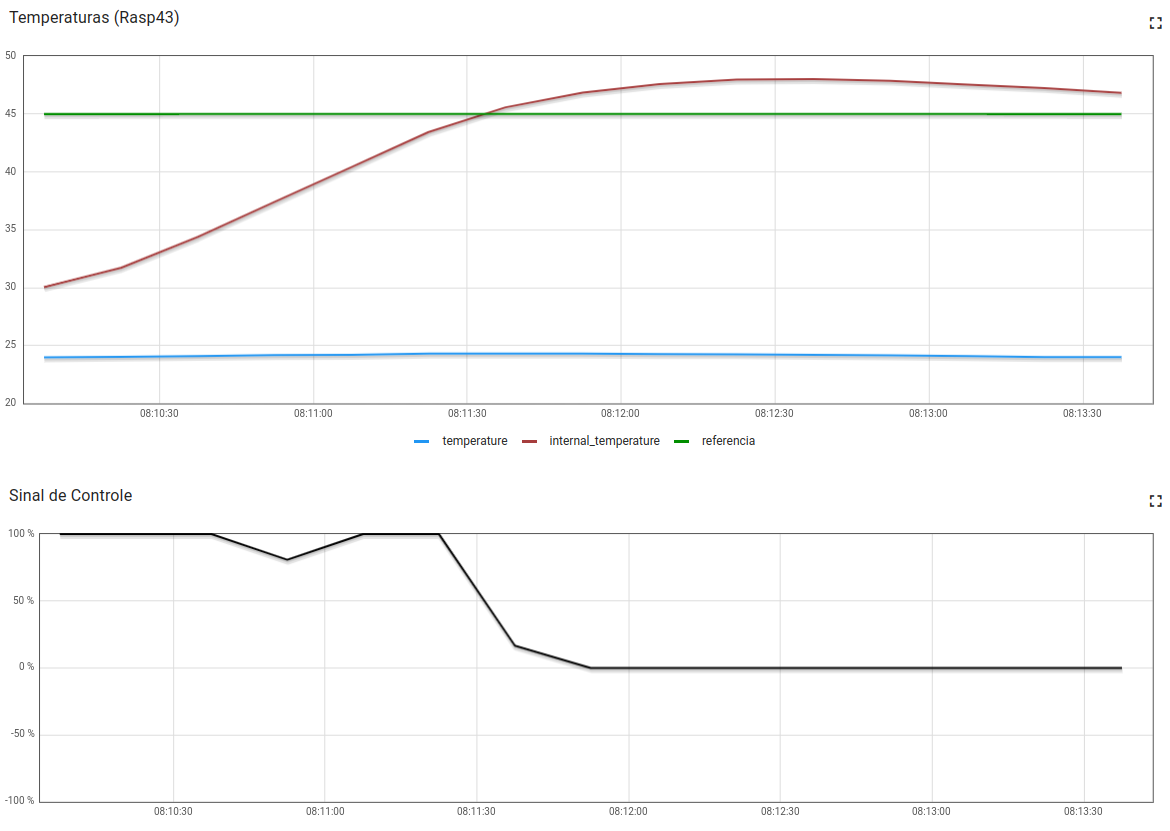 Temperaturas (Rasp43)
50
45
40
35
30
25
20
08:10:30 08:11:00 08:11:30 08:12:00 08:12:30 08:13:00 08:13:30
temperature internal_temperature referencia
Sinal de Controle
100 %
50 %
0 %
-50 %
-100 %
08:10:30 08:11:00 08:11:30 08:12:00 08:12:30 08:13:00 08:13:30